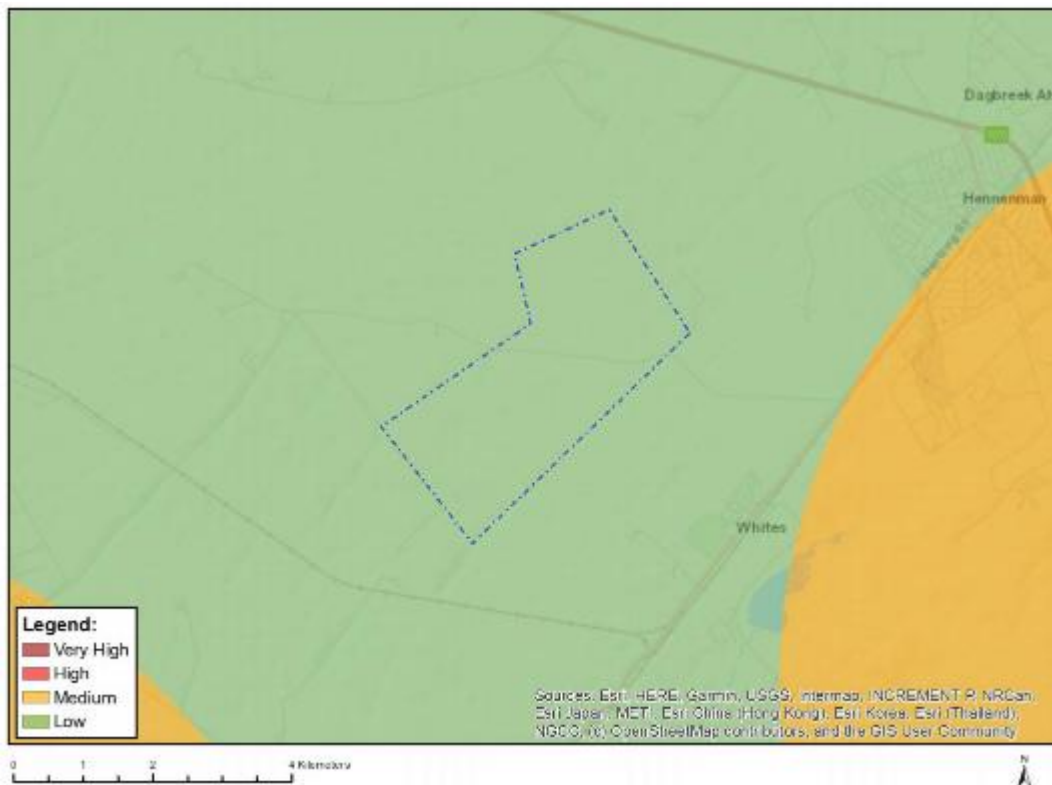 Dagbreek Ah
Hennenman
Whites
Legend:
Very High
High
Medium
Low
Sources: Esri, HERE, Garmin, USGS, Intermap, INCREMENT P, NRCan,
Esri Japan, METI, Esri China (Hong Kong), Esri Korea, Esri (Thailand),
NGCC, (c) OpenStreetMap contributors, and the GIS User Community
0 1 2 4 Kilometers
N